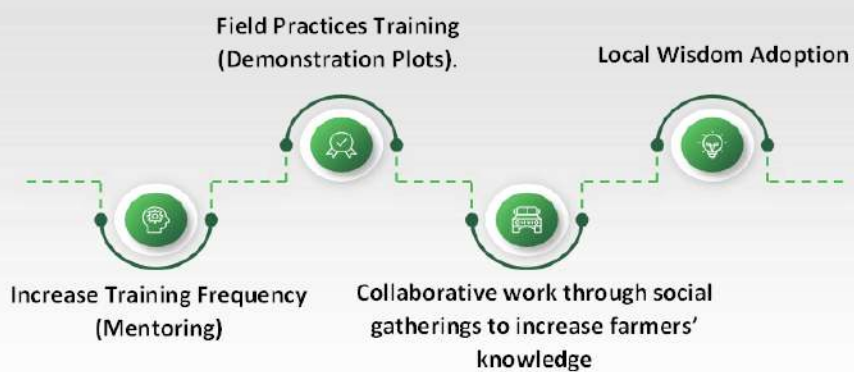 Field Practices Training
(Demonstration Plots).
Local Wisdom Adoption
Increase Training Frequency
(Mentoring)
Collaborative work through social
gatherings to increase farmers’
knowledge